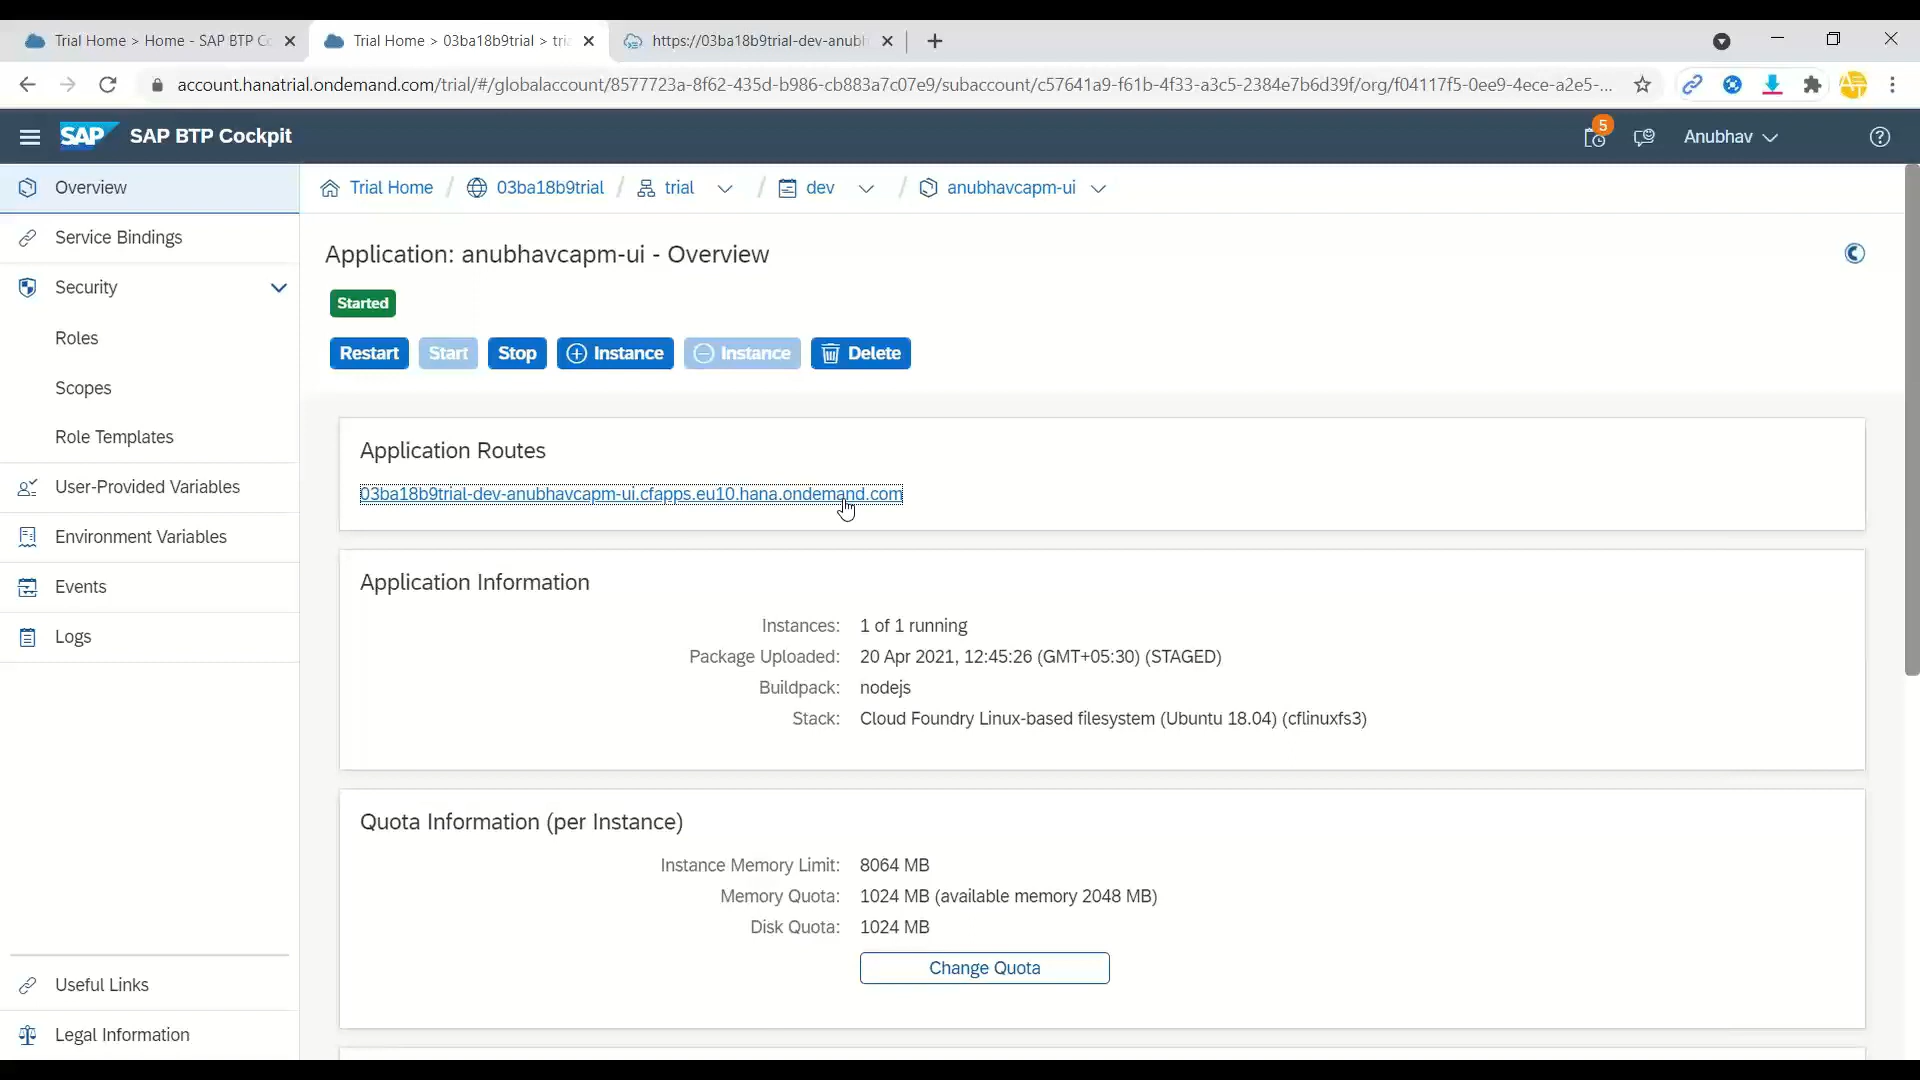 Trial Home > Home - SAP BTP C
Trial Home > 03ba18b9trial > tri
https://03ba18b9trial-dev-anubh
account.hanatrial.ondemand.com/trial/#/globalaccount/8577723a-8f62-435d-b986-cb883a7c07e9/subaccount/c57641a9-f61b-4f33-a3c5-2384e7b6d39f/org/f04117f5-0ee9-4ece-a2e5-...
SAP SAP BTP Cockpit
5
Anubhav
Overview
Service Bindings
Security
Roles
Scopes
Role Templates
User-Provided Variables
Environment Variables
Events
Logs
Useful Links
Legal Information
Trial Home / 03ba18b9trial / trial / dev / anubhavcapm-ui
Application: anubhavcapm-ui - Overview
Started
Restart Start Stop Instance Instance Delete
Application Routes
03ba18b9trial-dev-anubhavcapm-ui.cfapps.eu10.hana.ondemand.com
Application Information
Instances: 1 of 1 running
Package Uploaded: 20 Apr 2021, 12:45:26 (GMT+05:30) (STAGED)
Buildpack: nodejs
Stack: Cloud Foundry Linux-based filesystem (Ubuntu 18.04) (cflinuxfs3)
Quota Information (per Instance)
Instance Memory Limit: 8064 MB
Memory Quota: 1024 MB (available memory 2048 MB)
Disk Quota: 1024 MB
Change Quota